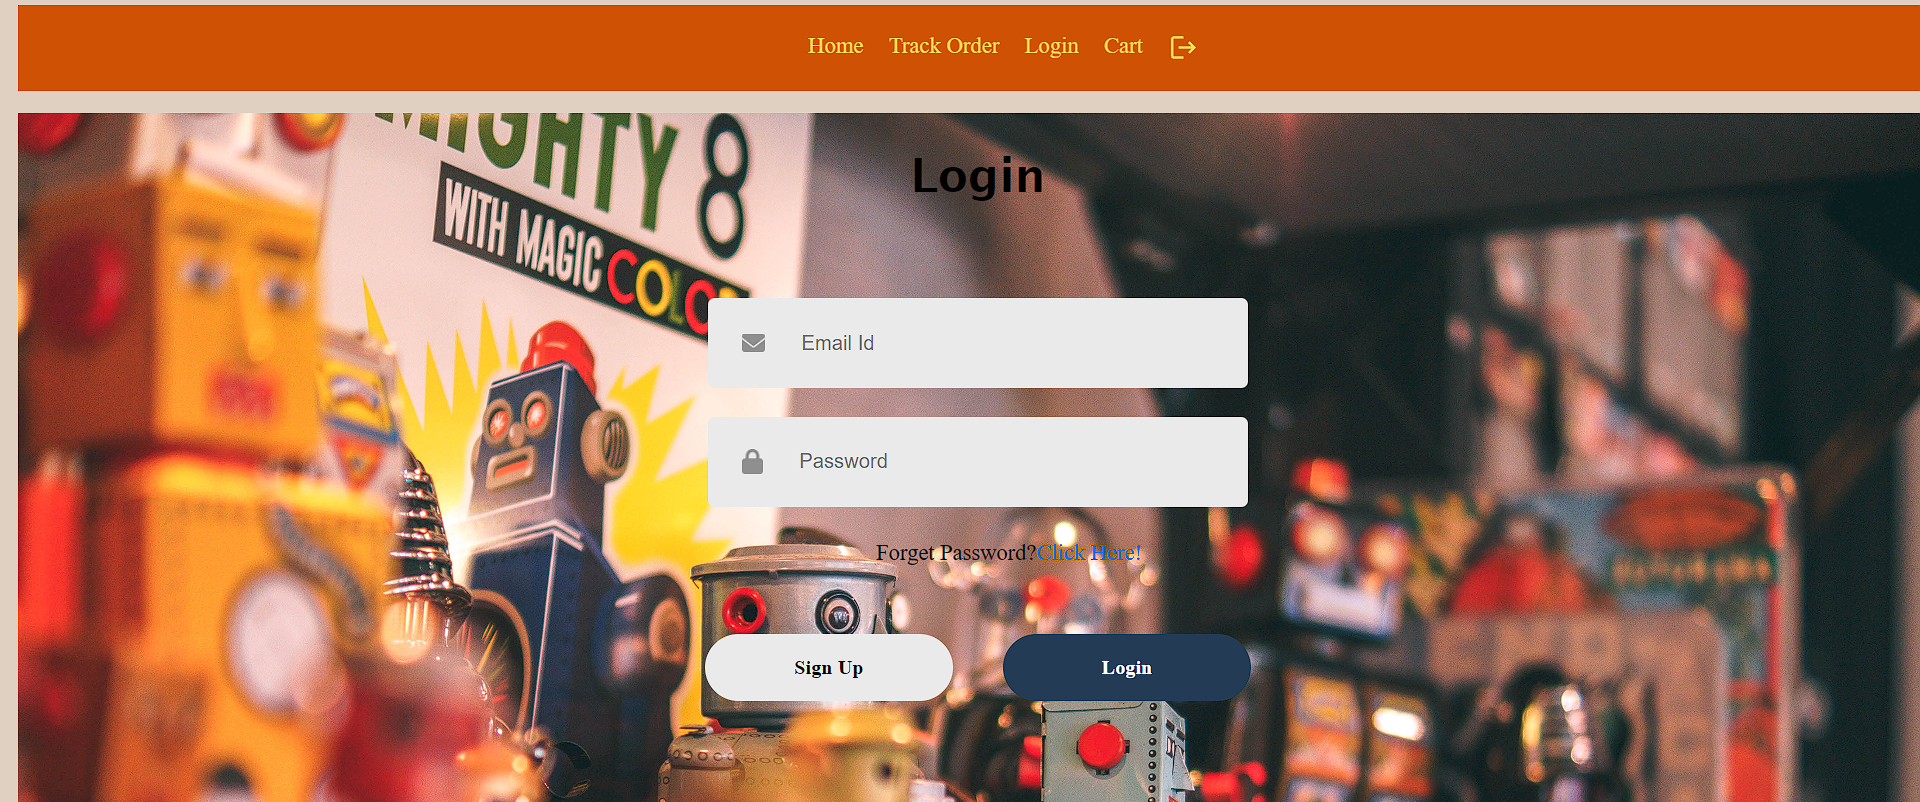 Home Track Order Login Cart
MIGHTY 8
WITH MAGIC COLOR
Login
Email Id
Password
Forget Password?Click Here!
Sign Up Login